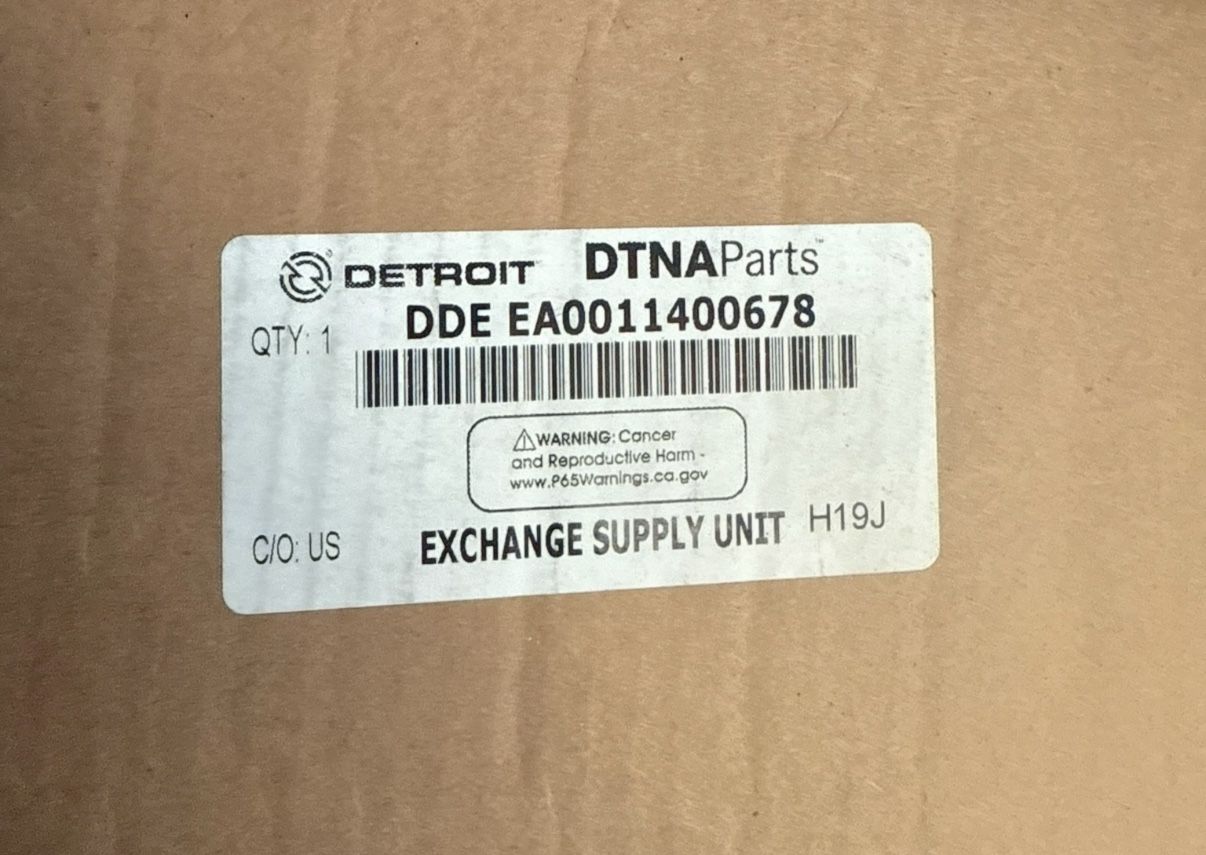 DETROIT DTNAParts™
DDE EA0011400678
QTY: 1
⚠WARNING: Cancer
and Reproductive Harm -
www.P65Warnings.ca.gov
C/O: US EXCHANGE SUPPLY UNIT H19J